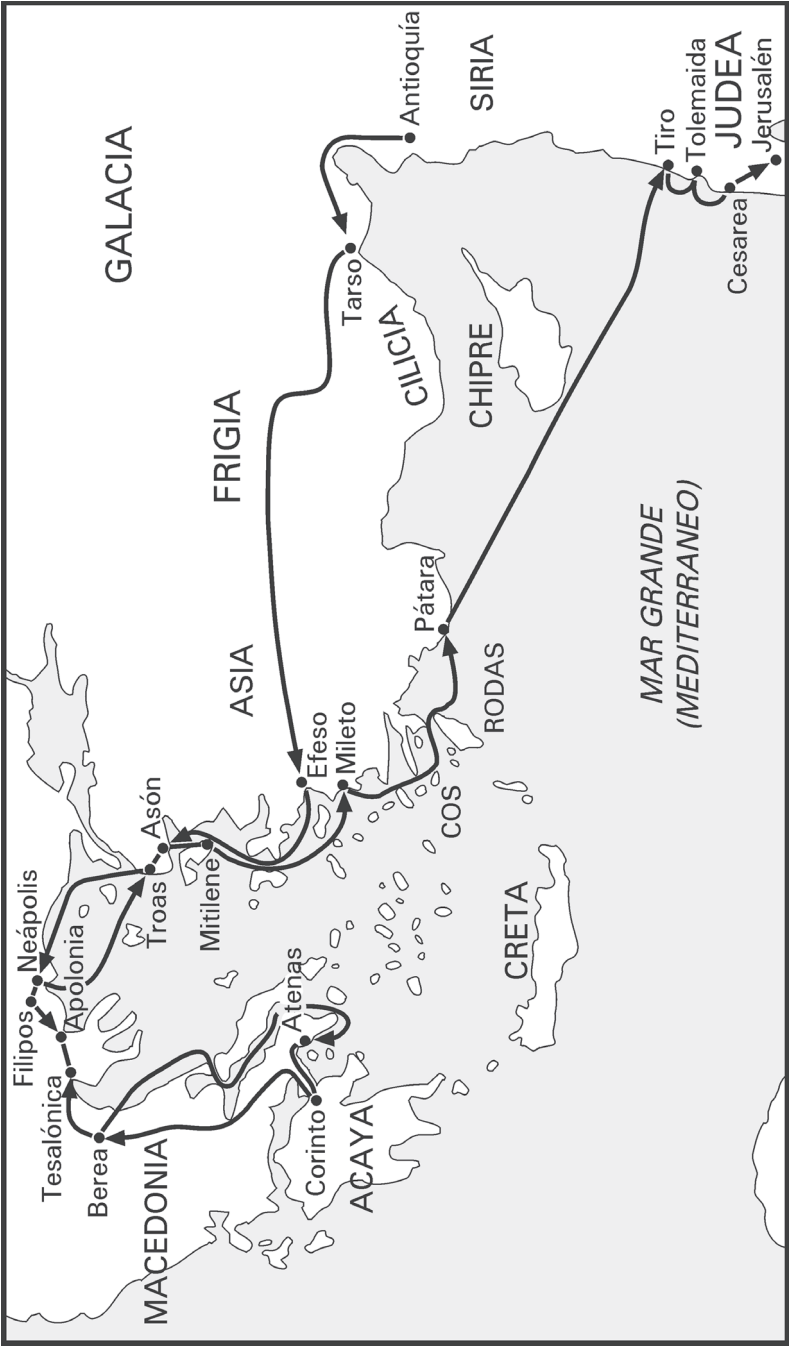 Filipos
Neápolis
Apolonia
Tesalónica
Berea
MACEDONIA
Troas
Asón
Mitilene
Atenas
Corinto
ACAYA
ASIA
Efeso
Mileto
COS
RODAS
Pátara
CRETA
FRIGIA
GALACIA
Tarso
CILICIA
CHIPRE
Antioquía
SIRIA
MAR GRANDE
(MEDITERRANEO)
Tiro
Tolemaida
Cesarea
JUDEA
Jerusalén